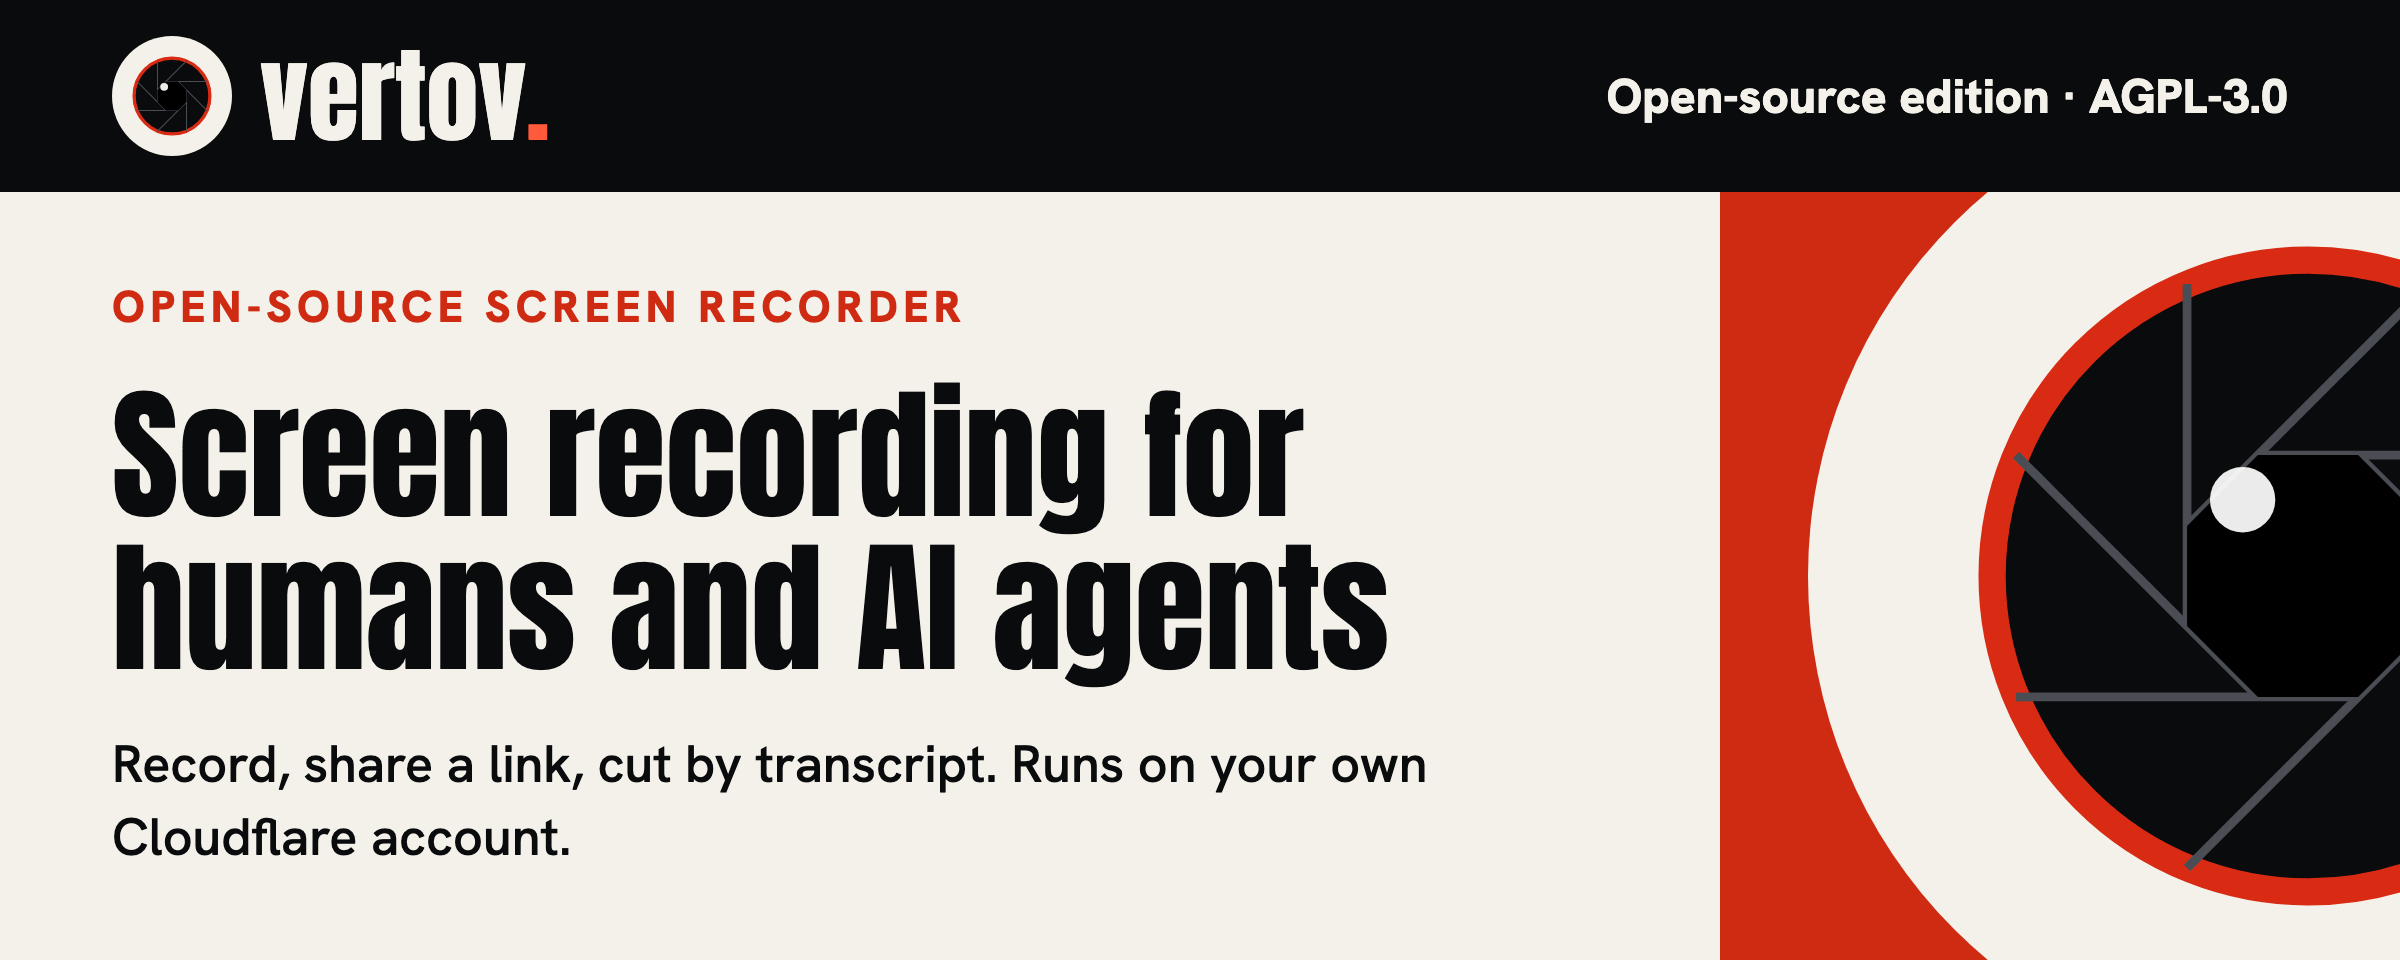 vertov.
Open-source edition · AGPL-3.0
OPEN-SOURCE SCREEN RECORDER
Screen recording for
humans and AI agents
Record, share a link, cut by transcript. Runs on your own
Cloudflare account.